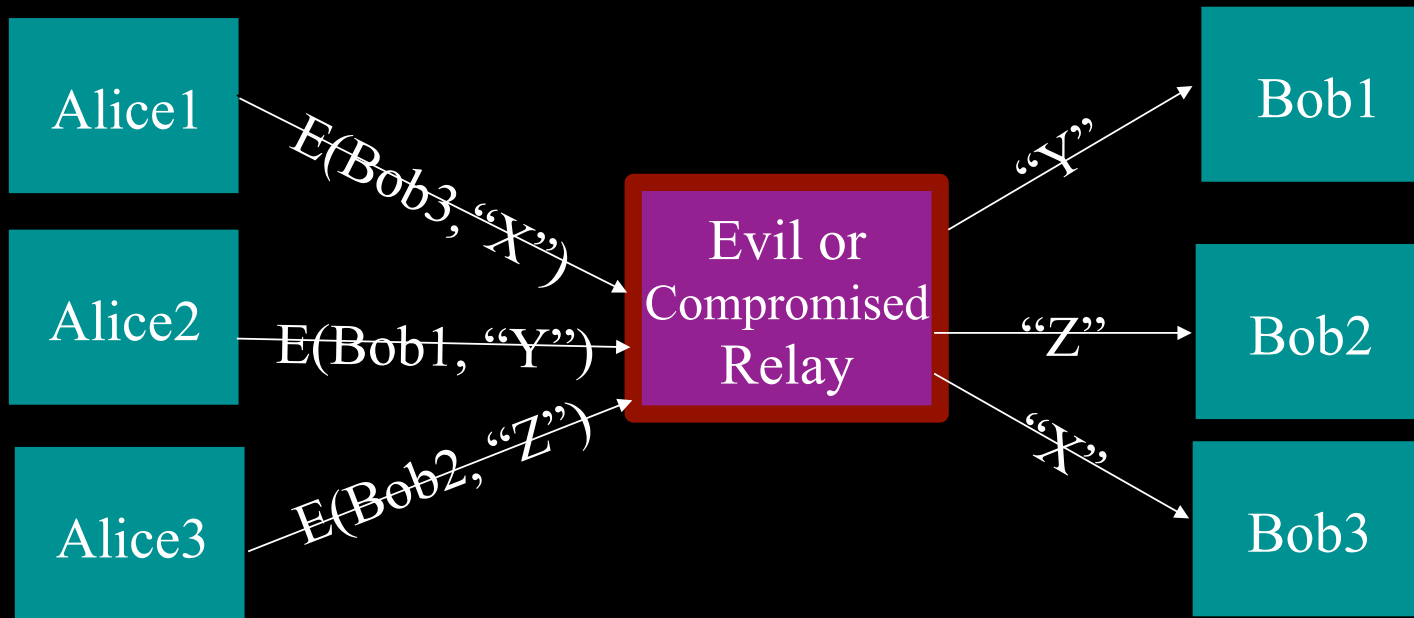 Alice1
E(Bob3, “X”)
Alice2
E(Bob1, “Y”)
Alice3
E(Bob2, “Z”)
Evil or
Compromised
Relay
“Y”
Bob1
“Z”
Bob2
“X”
Bob3